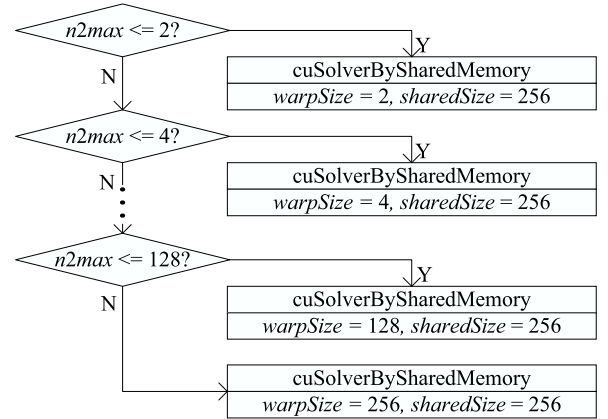 n2max <= 2?
Y
N
cuSolverBySharedMemory
warpSize = 2, sharedSize = 256
n2max <= 4?
Y
N
cuSolverBySharedMemory
warpSize = 4, sharedSize = 256
n2max <= 128?
Y
N
cuSolverBySharedMemory
warpSize = 128, sharedSize = 256
cuSolverBySharedMemory
warpSize = 256, sharedSize = 256